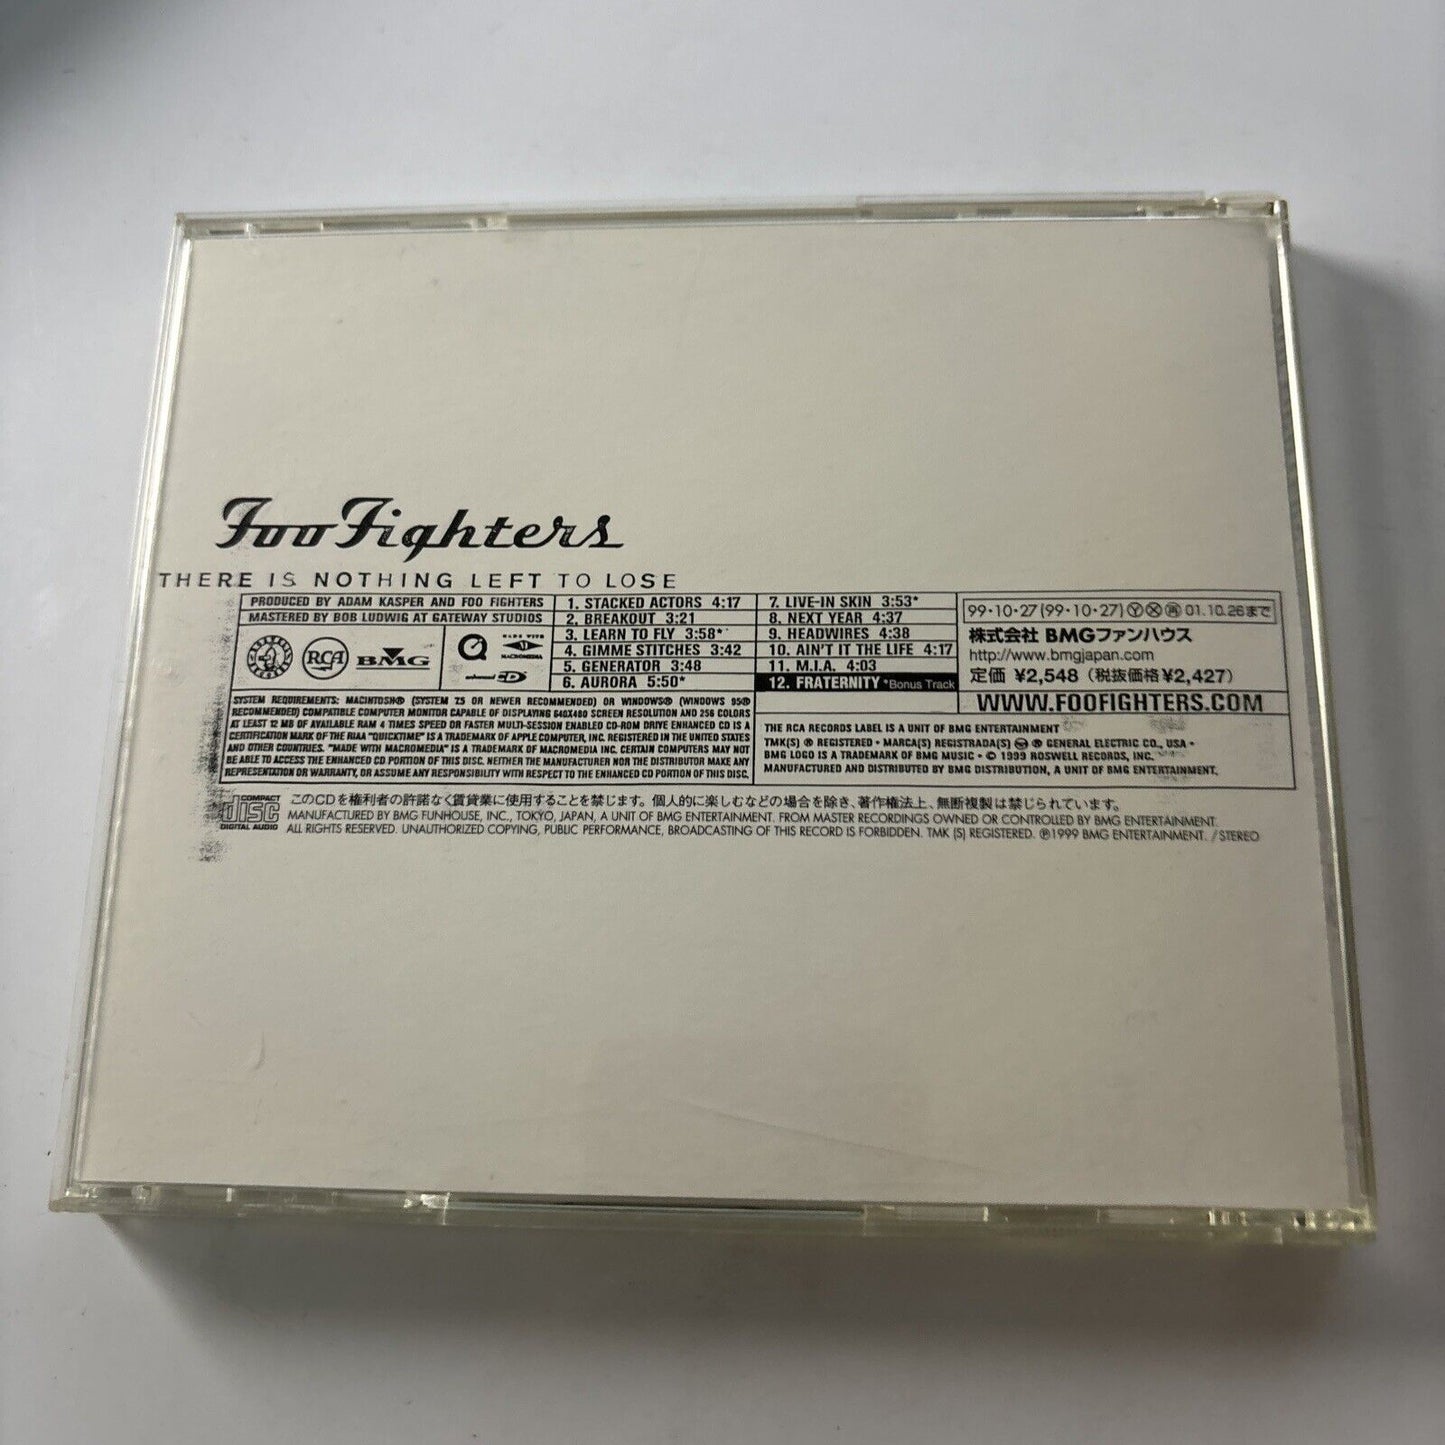 Foo Fighters
THERE IS NOTHING LEFT TO LOSE
PRODUCED BY ADAM KASPER AND FOO FIGHTERS
MASTERED BY BOB LUDWIG AT GATEWAY STUDIOS
RCA
BMG
MADE WITH
MACROMEDIA
enhanced CD
1. STACKED ACTORS 4:17
2. BREAKOUT 3:21
3. LEARN TO FLY 3:58*
4. GIMME STITCHES 3:42
5. GENERATOR 3:48
6. AURORA 5:50*
7. LIVE-IN SKIN 3:53*
8. NEXT YEAR 4:37
9. HEADWIRES 4:38
10. AIN'T IT THE LIFE 4:17
11. M.I.A. 4:03
12. FRATERNITY *Bonus Track
99・10・27(99・10・27)ⓎⓍ㊞ 01.10.26まで
株式会社 BMGファンハウス
http://www.bmgjapan.com
定価 ¥2,548(税抜価格¥2,427)
WWW.FOOFIGHTERS.COM
SYSTEM REQUIREMENTS: MACINTOSH® (SYSTEM 7.5 OR NEWER RECOMMENDED) OR WINDOWS® (WINDOWS 95®
RECOMMENDED) COMPATIBLE COMPUTER MONITOR CAPABLE OF DISPLAYING 640X480 SCREEN RESOLUTION AND 256 COLORS
AT LEAST 12 MB OF AVAILABLE RAM 4 TIMES SPEED OR FASTER MULTI-SESSION ENABLED CD-ROM DRIVE ENHANCED CD IS A
CERTIFICATION MARK OF THE RIAA "QUICKTIME" IS A TRADEMARK OF APPLE COMPUTER, INC. REGISTERED IN THE UNITED STATES
AND OTHER COUNTRIES. "MADE WITH MACROMEDIA" IS A TRADEMARK OF MACROMEDIA INC. CERTAIN COMPUTERS MAY NOT
BE ABLE TO ACCESS THE ENHANCED CD PORTION OF THIS DISC. NEITHER THE MANUFACTURER NOR THE DISTRIBUTOR MAKE ANY
REPRESENTATION OR WARRANTY, OR ASSUME ANY RESPONSIBILITY WITH RESPECT TO THE ENHANCED CD PORTION OF THIS DISC.
THE RCA RECORDS LABEL IS A UNIT OF BMG ENTERTAINMENT
TMK(S) ® REGISTERED • MARCA(S) REGISTRADA(S) ® GENERAL ELECTRIC CO., USA •
BMG LOGO IS A TRADEMARK OF BMG MUSIC • © 1999 ROSWELL RECORDS, INC.
MANUFACTURED AND DISTRIBUTED BY BMG DISTRIBUTION, A UNIT OF BMG ENTERTAINMENT.
COMPACT
disc
DIGITAL AUDIO
このCDを権利者の許諾なく賃貸業に使用することを禁じます。個人的に楽しむなどの場合を除き、著作権法上、無断複製は禁じられています。
MANUFACTURED BY BMG FUNHOUSE, INC., TOKYO, JAPAN, A UNIT OF BMG ENTERTAINMENT. FROM MASTER RECORDINGS OWNED OR CONTROLLED BY BMG ENTERTAINMENT.
ALL RIGHTS RESERVED. UNAUTHORIZED COPYING, PUBLIC PERFORMANCE, BROADCASTING OF THIS RECORD IS FORBIDDEN. TMK (S) REGISTERED. ℗1999 BMG ENTERTAINMENT. / STEREO